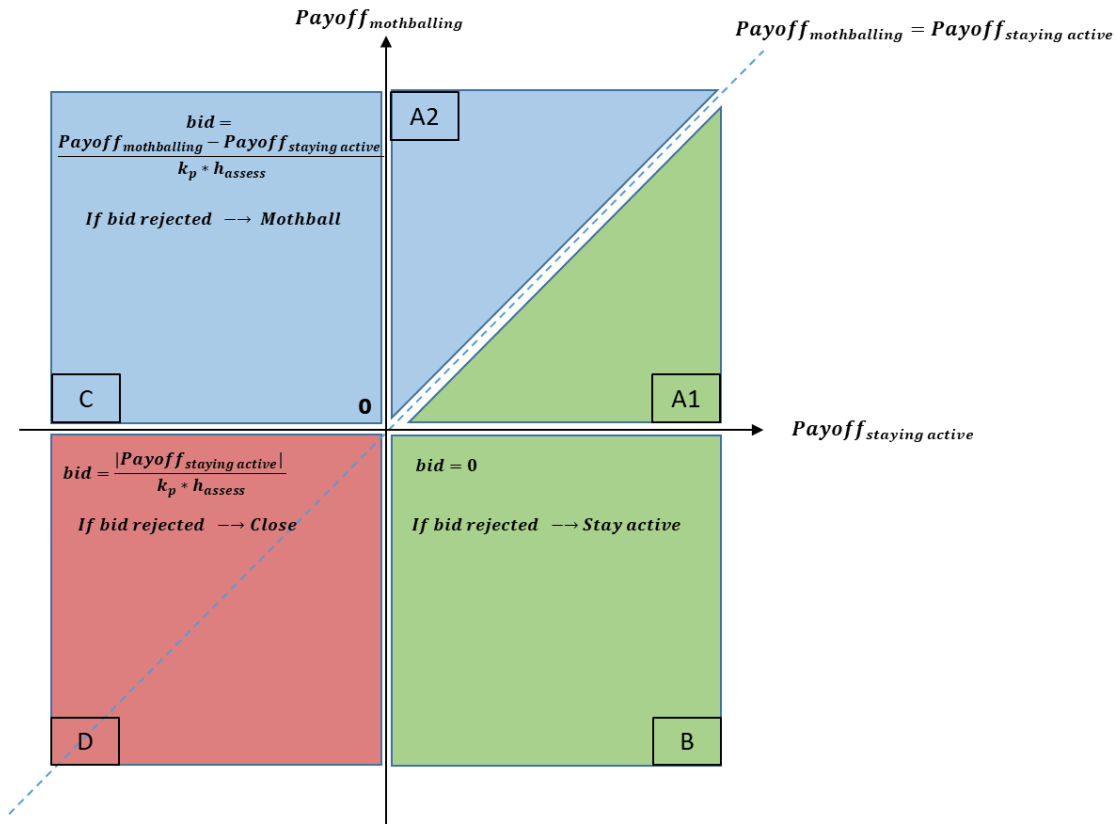 Payoff_mothballing
Payoff_mothballing = Payoff_staying active
A2
bid =
Payoff_mothballing − Payoff_staying active
k_p * h_assess
If bid rejected --→ Mothball
C
0
A1
Payoff_staying active
bid = |Payoff_staying active|
k_p * h_assess
If bid rejected --→ Close
bid = 0
If bid rejected --→ Stay active
D
B